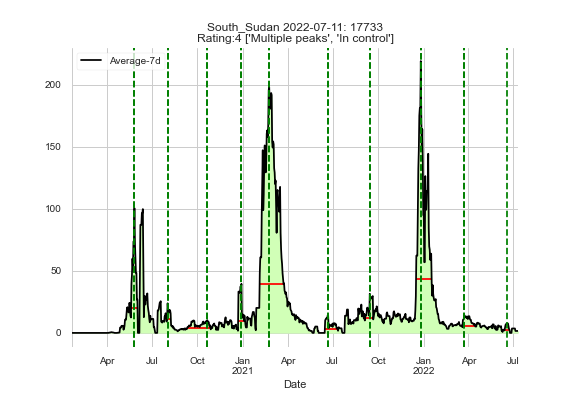 South_Sudan 2022-07-11: 17733
Rating:4 ['Multiple peaks', 'In control']
Average-7d
200
150
100
50
0
Apr Jul Oct Jan Apr Jul Oct Jan Apr Jul
2021 2022
Date